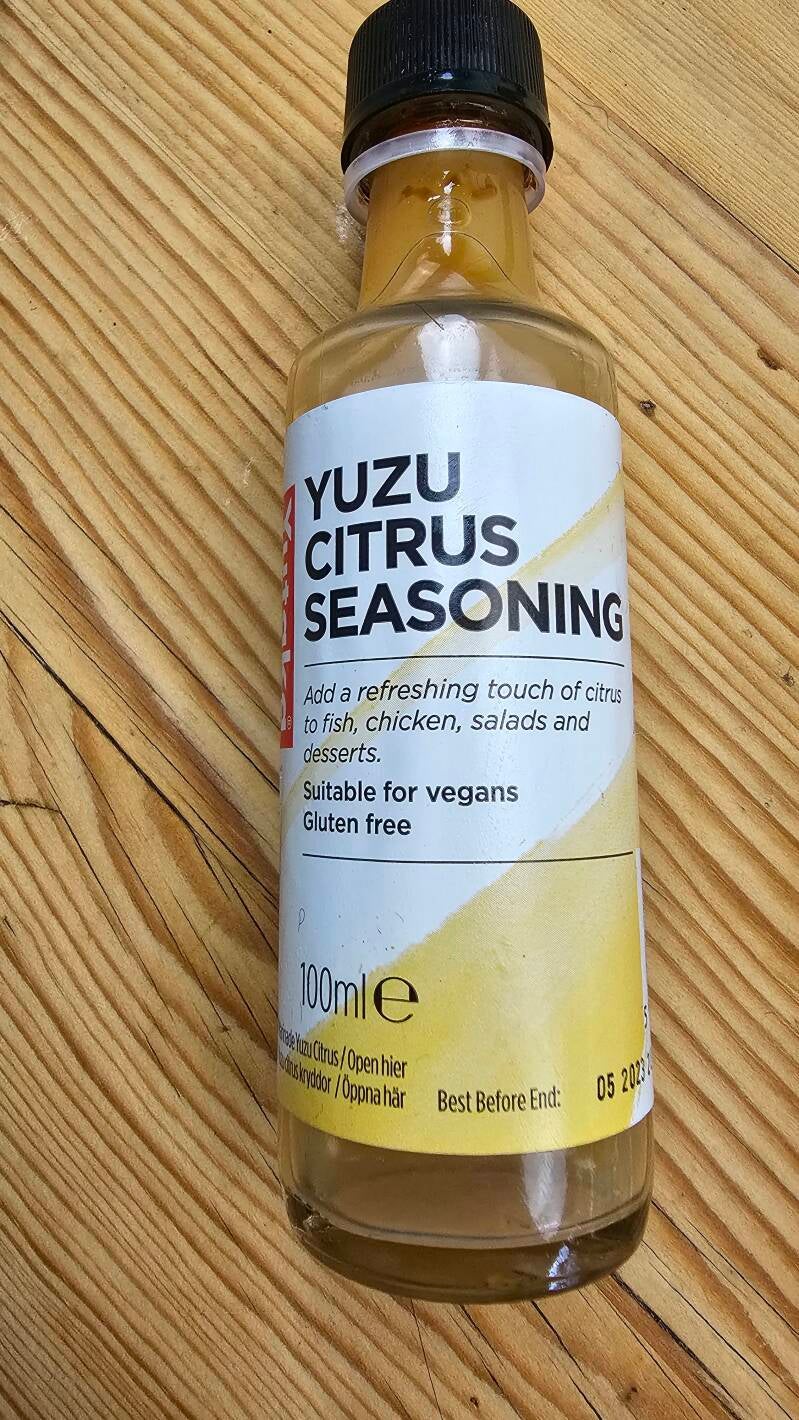 YUZU
CITRUS
SEASONING
Add a refreshing touch of citrus
to fish, chicken, salads and
desserts.
Suitable for vegans
Gluten free
100ml e
Yuzu Citrus / Open hier
kryddor / Öppna här
Best Before End:
05 2023